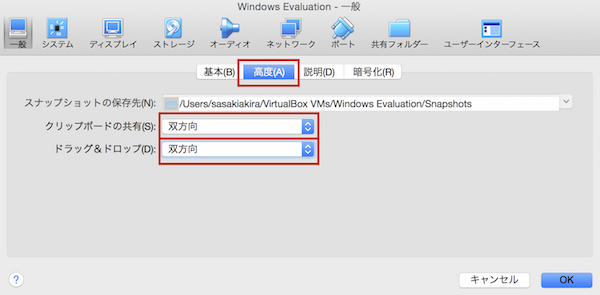 Windows Evaluation - 一般
一般 システム ディスプレイ ストレージ オーディオ ネットワーク ポート 共有フォルダー ユーザーインターフェース
基本(B) 高度(A) 説明(D) 暗号化(R)
スナップショットの保存先(N): /Users/sasakiakira/VirtualBox VMs/Windows Evaluation/Snapshots
クリップボードの共有(S): 双方向
ドラッグ＆ドロップ(D): 双方向
? キャンセル OK